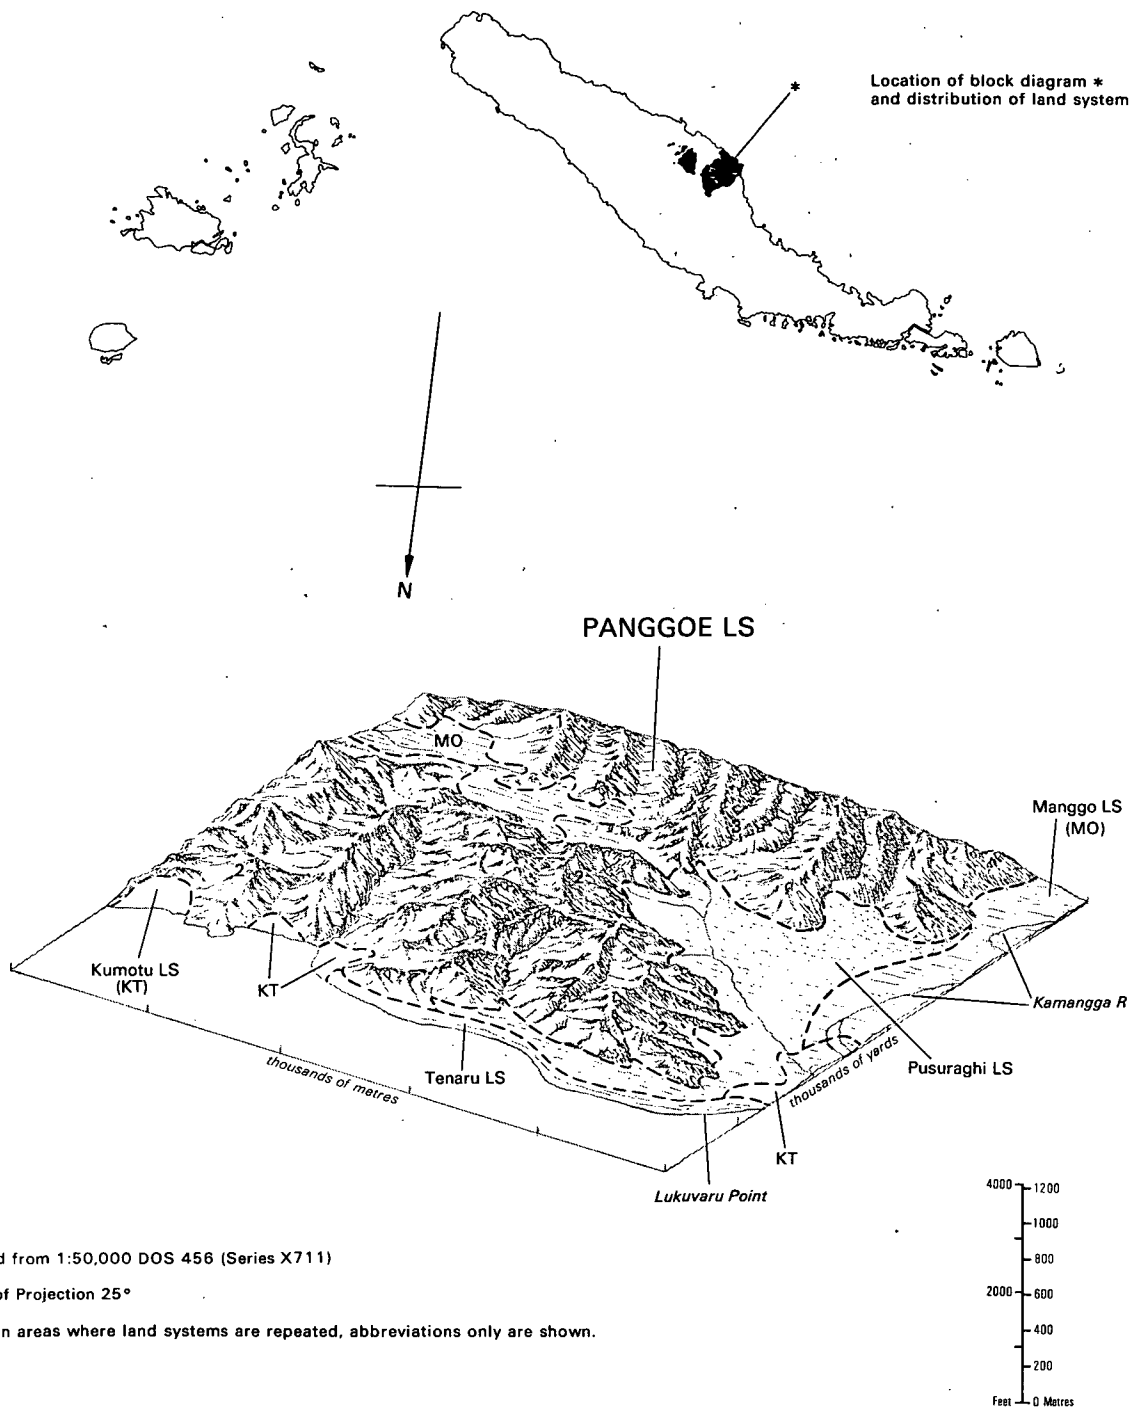 Location of block diagram *
and distribution of land system
*
N
PANGGOE LS
MO
Manggo LS
(MO)
3
2
2
Kumotu LS
(KT)
KT
Kamangga R
2
Pusuraghi LS
Tenaru LS
thousands of metres
thousands of yards
KT
Lukuvaru Point
4000
1200
1000
800
2000
600
400
200
Feet
0 Metres
d from 1:50,000 DOS 456 (Series X711)
of Projection 25°
n areas where land systems are repeated, abbreviations only are shown.